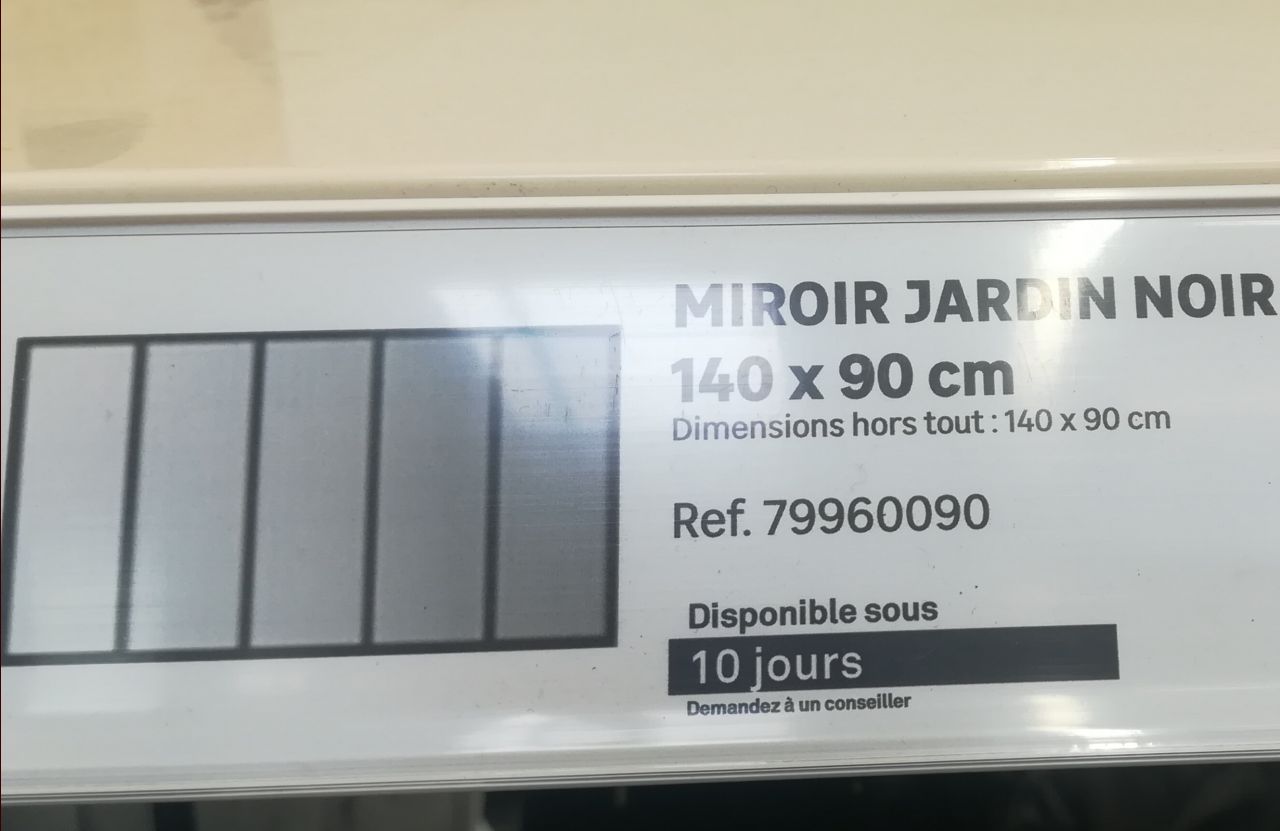 MIROIR JARDIN NOIR
140 x 90 cm
Dimensions hors tout : 140 x 90 cm
Ref. 79960090
Disponible sous
10 jours
Demandez à un conseiller